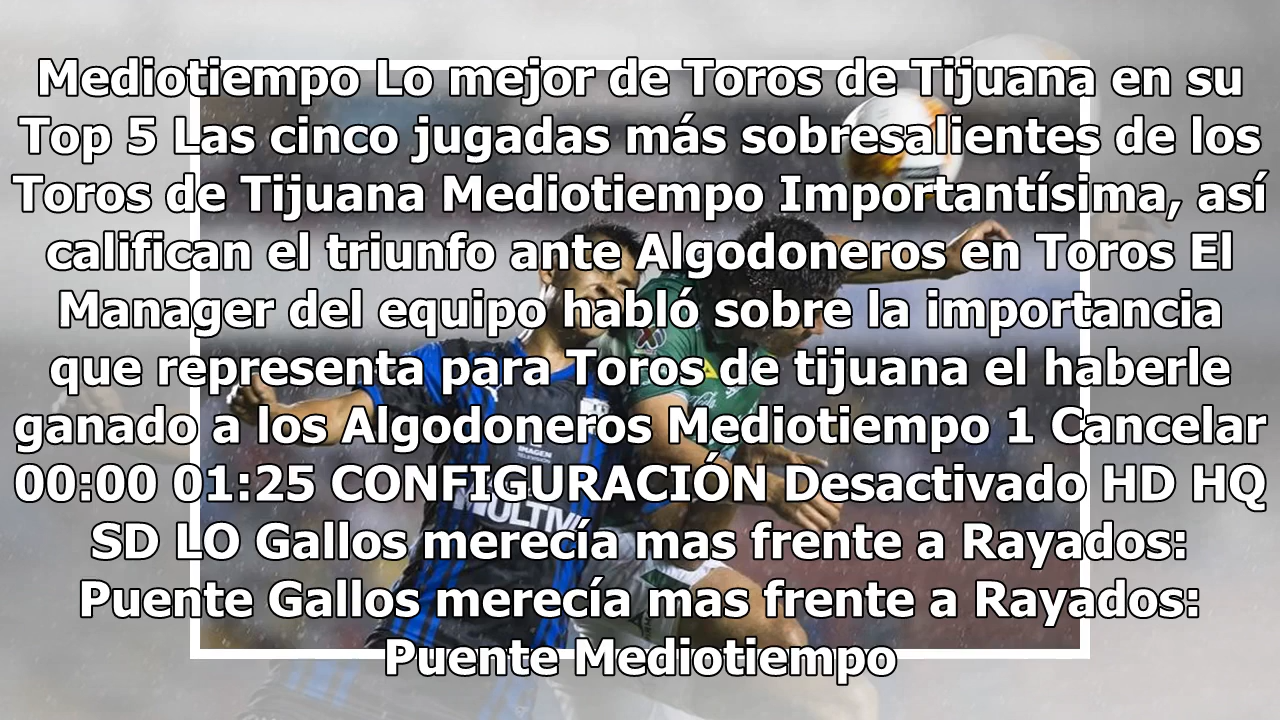 Mediotiempo Lo mejor de Toros de Tijuana en su
Top 5 Las cinco jugadas más sobresalientes de los
Toros de Tijuana Mediotiempo Importantísima, así
califican el triunfo ante Algodoneros en Toros El
Manager del equipo habló sobre la importancia
que representa para Toros de tijuana el haberle
ganado a los Algodoneros Mediotiempo 1 Cancelar
00:00 01:25 CONFIGURACIÓN Desactivado HD HQ
SD LO Gallos merecía mas frente a Rayados:
Puente Gallos merecía mas frente a Rayados:
Puente Mediotiempo
IMAGEN
TELEVISIÓN